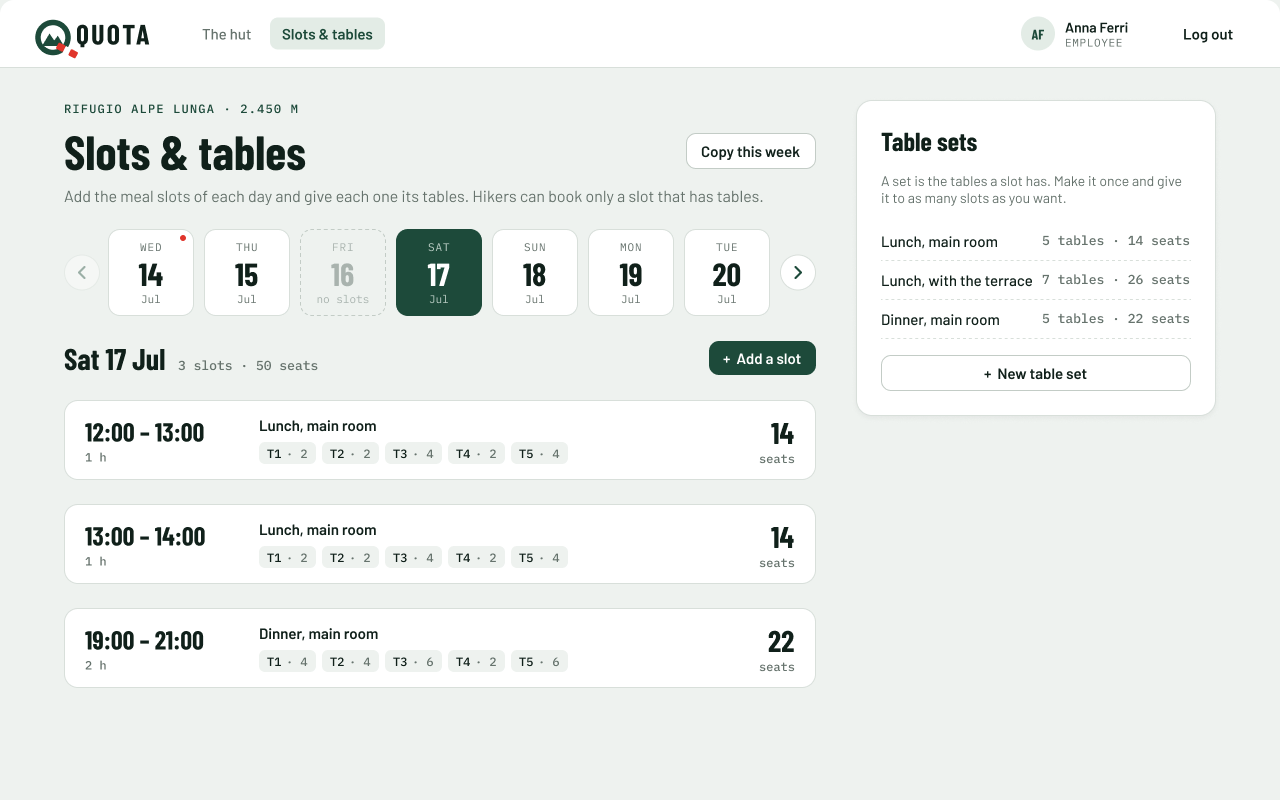 QUOTA
The hut
Slots & tables
AF
Anna Ferri
EMPLOYEE
Log out
RIFUGIO ALPE LUNGA · 2.450 M
Slots & tables
Copy this week
Add the meal slots of each day and give each one its tables. Hikers can book only a slot that has tables.
WED
14
Jul
THU
15
Jul
FRI
16
no slots
SAT
17
Jul
SUN
18
Jul
MON
19
Jul
TUE
20
Jul
Sat 17 Jul 3 slots · 50 seats
+ Add a slot
12:00 – 13:00
1 h
Lunch, main room
T1 · 2 T2 · 2 T3 · 4 T4 · 2 T5 · 4
14
seats
13:00 – 14:00
1 h
Lunch, main room
T1 · 2 T2 · 2 T3 · 4 T4 · 2 T5 · 4
14
seats
19:00 – 21:00
2 h
Dinner, main room
T1 · 4 T2 · 4 T3 · 6 T4 · 2 T5 · 6
22
seats
Table sets
A set is the tables a slot has. Make it once and give
it to as many slots as you want.
Lunch, main room 5 tables · 14 seats
Lunch, with the terrace 7 tables · 26 seats
Dinner, main room 5 tables · 22 seats
+ New table set